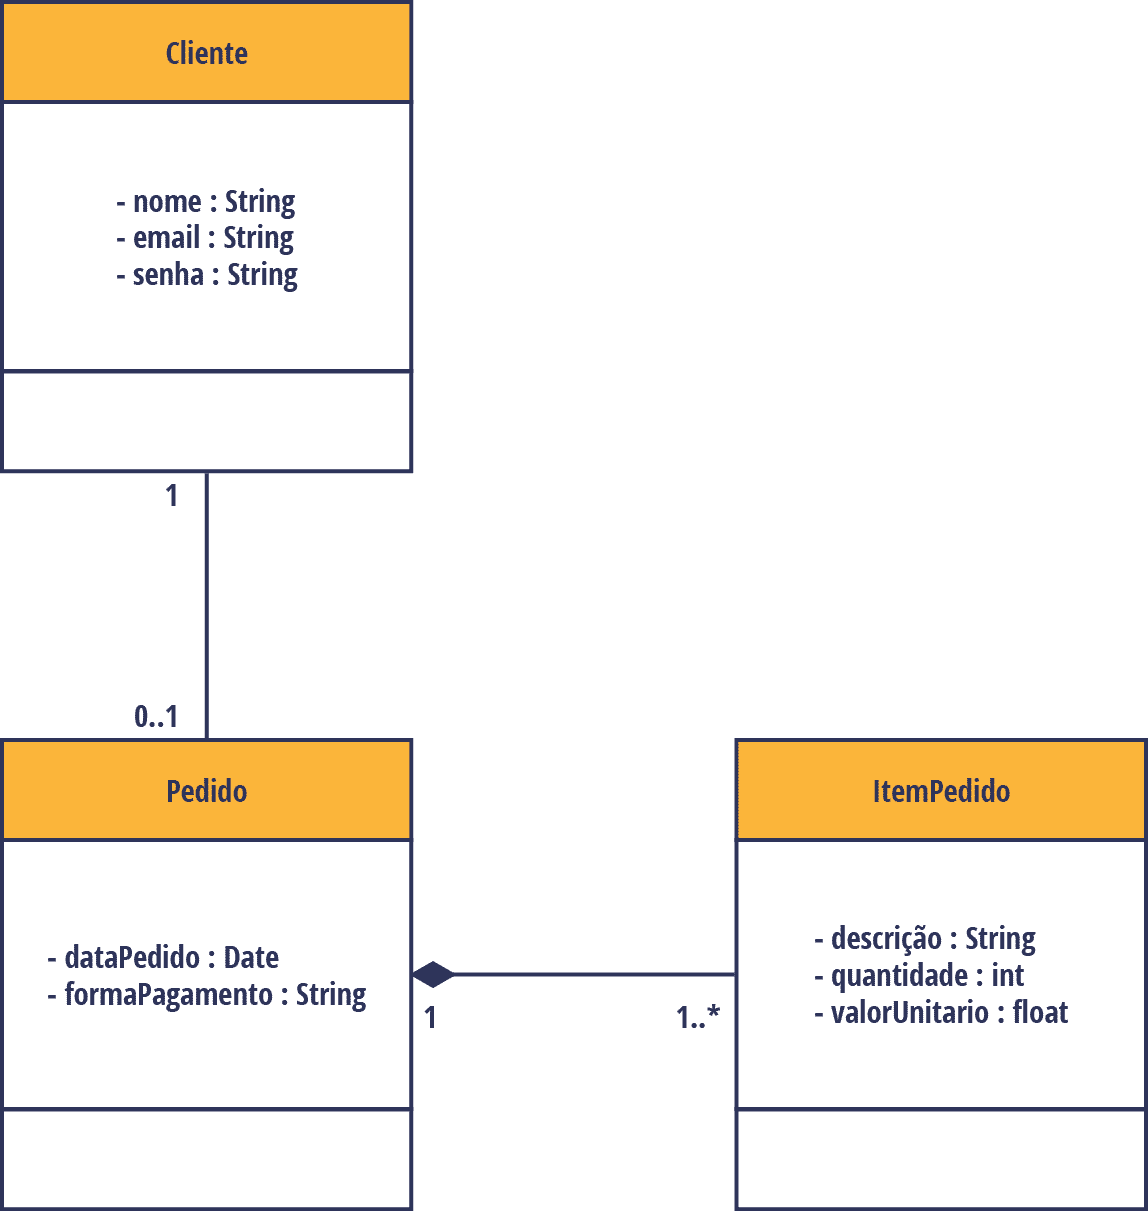 Cliente
- nome : String
- email : String
- senha : String
1
0..1
Pedido
- dataPedido : Date
- formaPagamento : String
1
1..*
ItemPedido
- descrição : String
- quantidade : int
- valorUnitario : float